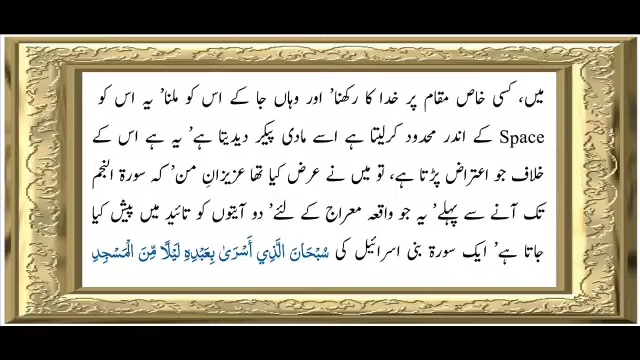 میں، کسی خاص مقام پر خدا کا رکھنا’ اور وہاں جا کے اس کو ملنا’ یہ اس کو
Space کے اندر محدود کرلیتا ہے اسے مادی پیکر دیدیتا ہے’ یہ ہے اس کے
خلاف جو اعتراض پڑتا ہے، تو میں نے عرض کیا تھا عزیزانِ من’ کہ سورۃ النجم
تک آنے سے پہلے’ یہ جو واقعہ معراج کے لئے’ دو آیتوں کو تائید میں پیش کیا
جاتا ہے’ ایک سورۃ بنی اسرائیل کی سُبْحَانَ الَّذِي أَسْرَىٰ بِعَبْدِهِ لَيْلًا مِّنَ الْمَسْجِدِ